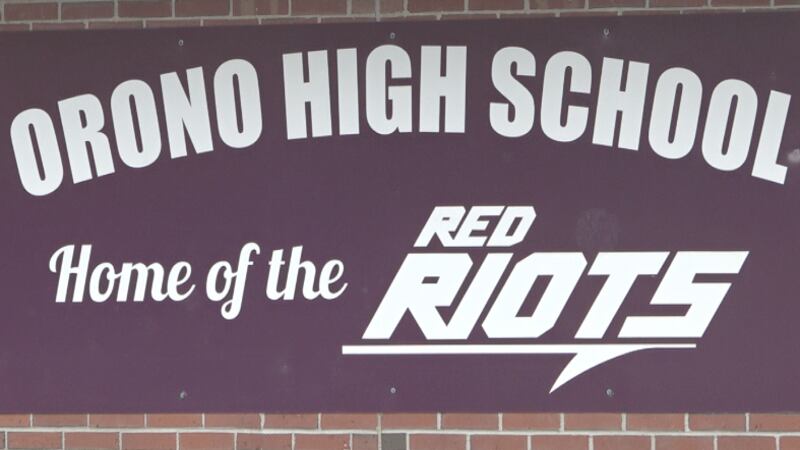 ORONO HIGH SCHOOL
Home of the RED
RIOTS